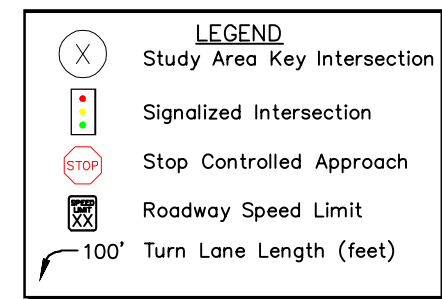 LEGEND
X Study Area Key Intersection
Signalized Intersection
STOP Stop Controlled Approach
SPEED
LIMIT
XX Roadway Speed Limit
100' Turn Lane Length (feet)